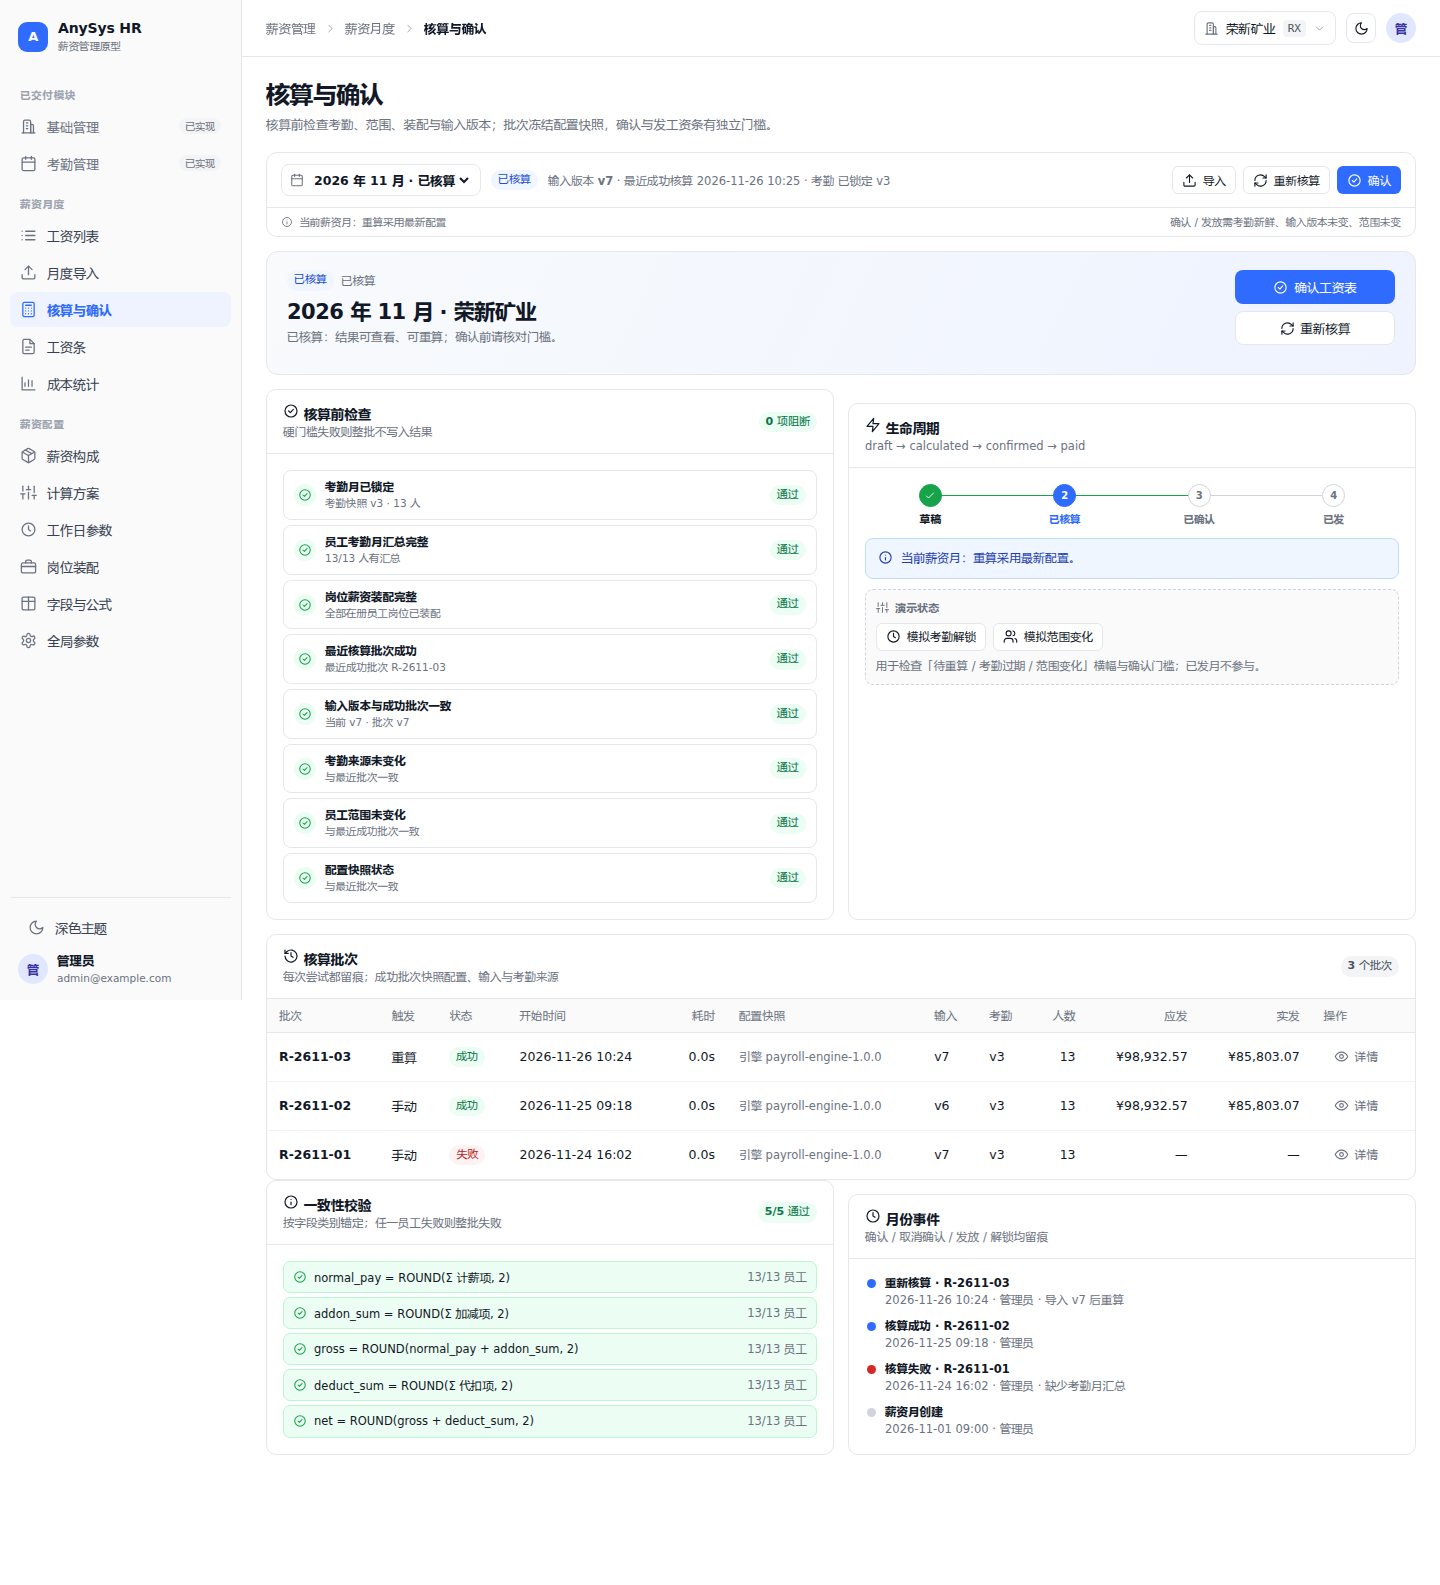 A
AnySys HR
薪资管理原型
已交付模块
基础管理 已实现
考勤管理 已实现
薪资月度
工资列表
月度导入
核算与确认
工资条
成本统计
薪资配置
薪资构成
计算方案
工作日参数
岗位装配
字段与公式
全局参数
深色主题
管
管理员
admin@example.com
薪资管理 薪资月度 核算与确认
荣新矿业 RX 管
核算与确认
核算前检查考勤、范围、装配与输入版本；批次冻结配置快照，确认与发工资条有独立门槛。
2026 年 11 月 · 已核算 已核算 输入版本 v7 · 最近成功核算 2026-11-26 10:25 · 考勤 已锁定 v3 导入 重新核算 确认
当前薪资月：重算采用最新配置 确认 / 发放需考勤新鲜、输入版本未变、范围未变
已核算 已核算
2026 年 11 月 · 荣新矿业
已核算：结果可查看、可重算；确认前请核对门槛。
确认工资表
重新核算
核算前检查
硬门槛失败则整批不写入结果
0 项阻断
考勤月已锁定
考勤快照 v3 · 13 人
通过
员工考勤月汇总完整
13/13 人有汇总
通过
岗位薪资装配完整
全部在册员工岗位已装配
通过
最近核算批次成功
最近成功批次 R-2611-03
通过
输入版本与成功批次一致
当前 v7 · 批次 v7
通过
考勤来源未变化
与最近批次一致
通过
员工范围未变化
与最近成功批次一致
通过
配置快照状态
与最近批次一致
通过
生命周期
draft → calculated → confirmed → paid
2 3 4
草稿 已核算 已确认 已发
当前薪资月：重算采用最新配置。
演示状态
模拟考勤解锁 模拟范围变化
用于检查「待重算 / 考勤过期 / 范围变化」横幅与确认门槛；已发月不参与。
核算批次
每次尝试都留痕；成功批次快照配置、输入与考勤来源
3 个批次
批次 触发 状态 开始时间 耗时 配置快照 输入 考勤 人数 应发 实发 操作
R-2611-03 重算 成功 2026-11-26 10:24 0.0s 引擎 payroll-engine-1.0.0 v7 v3 13 ¥98,932.57 ¥85,803.07 详情
R-2611-02 手动 成功 2026-11-25 09:18 0.0s 引擎 payroll-engine-1.0.0 v6 v3 13 ¥98,932.57 ¥85,803.07 详情
R-2611-01 手动 失败 2026-11-24 16:02 0.0s 引擎 payroll-engine-1.0.0 v7 v3 13 — — 详情
一致性校验
按字段类别锚定；任一员工失败则整批失败
5/5 通过
normal_pay = ROUND(Σ 计薪项, 2) 13/13 员工
addon_sum = ROUND(Σ 加减项, 2) 13/13 员工
gross = ROUND(normal_pay + addon_sum, 2) 13/13 员工
deduct_sum = ROUND(Σ 代扣项, 2) 13/13 员工
net = ROUND(gross + deduct_sum, 2) 13/13 员工
月份事件
确认 / 取消确认 / 发放 / 解锁均留痕
重新核算 · R-2611-03
2026-11-26 10:24 · 管理员 · 导入 v7 后重算
核算成功 · R-2611-02
2026-11-25 09:18 · 管理员
核算失败 · R-2611-01
2026-11-24 16:02 · 管理员 · 缺少考勤月汇总
薪资月创建
2026-11-01 09:00 · 管理员